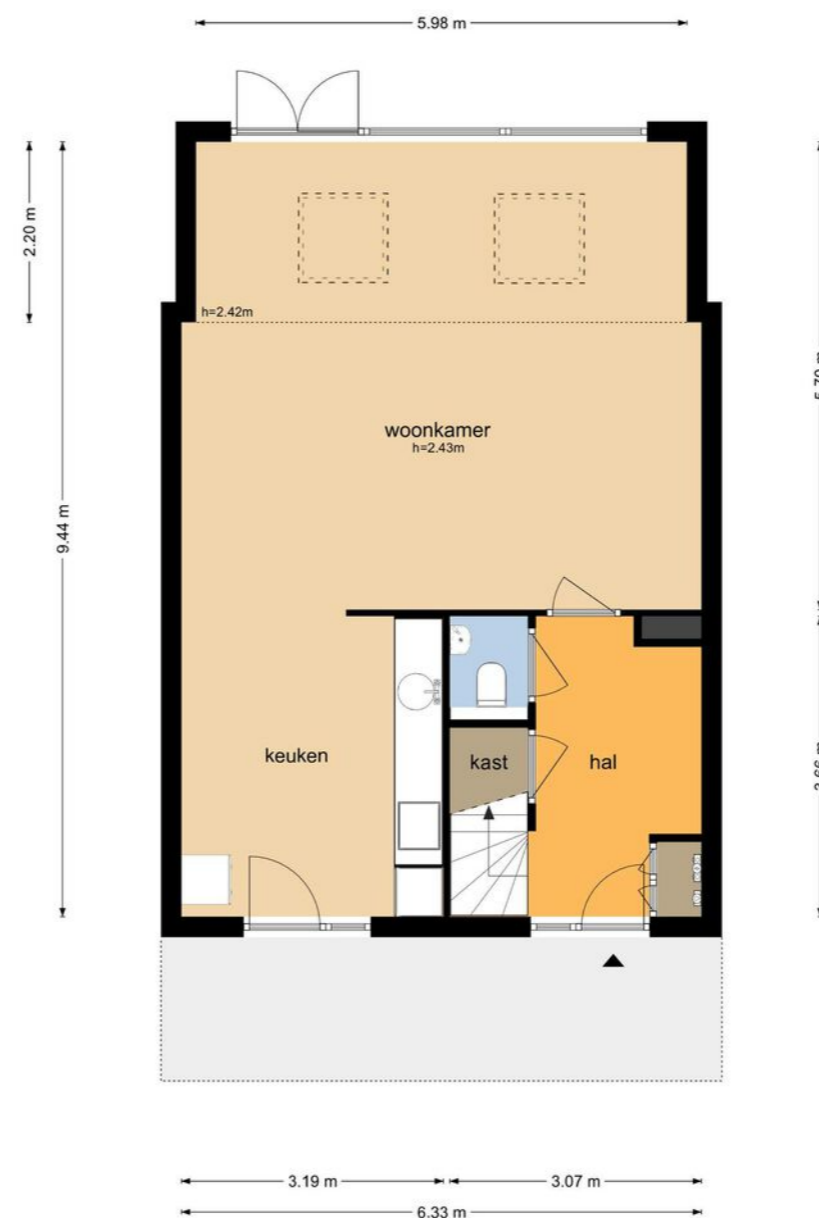 5.98 m
2.20 m
9.44 m
h=2.42m
woonkamer
h=2.43m
keuken
kast
hal
3.19 m
3.07 m
6.33 m